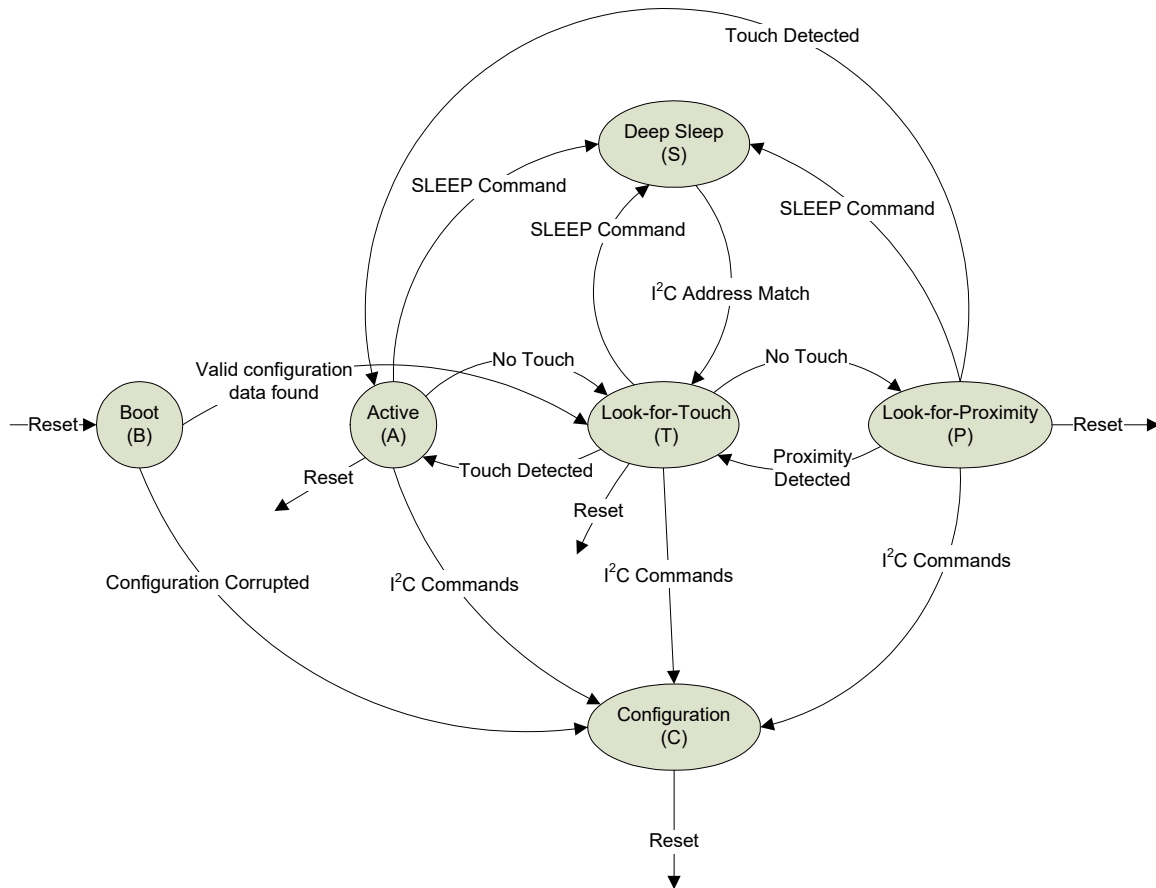 Touch Detected
Deep Sleep
(S)
SLEEP Command
SLEEP Command
SLEEP Command
I²C Address Match
Valid configuration
data found
No Touch
No Touch
Reset
Boot
(B)
Active
(A)
Look-for-Touch
(T)
Look-for-Proximity
(P)
Reset
Reset
Touch Detected
Proximity
Detected
Reset
Configuration Corrupted
I²C Commands
I²C Commands
I²C Commands
Configuration
(C)
Reset